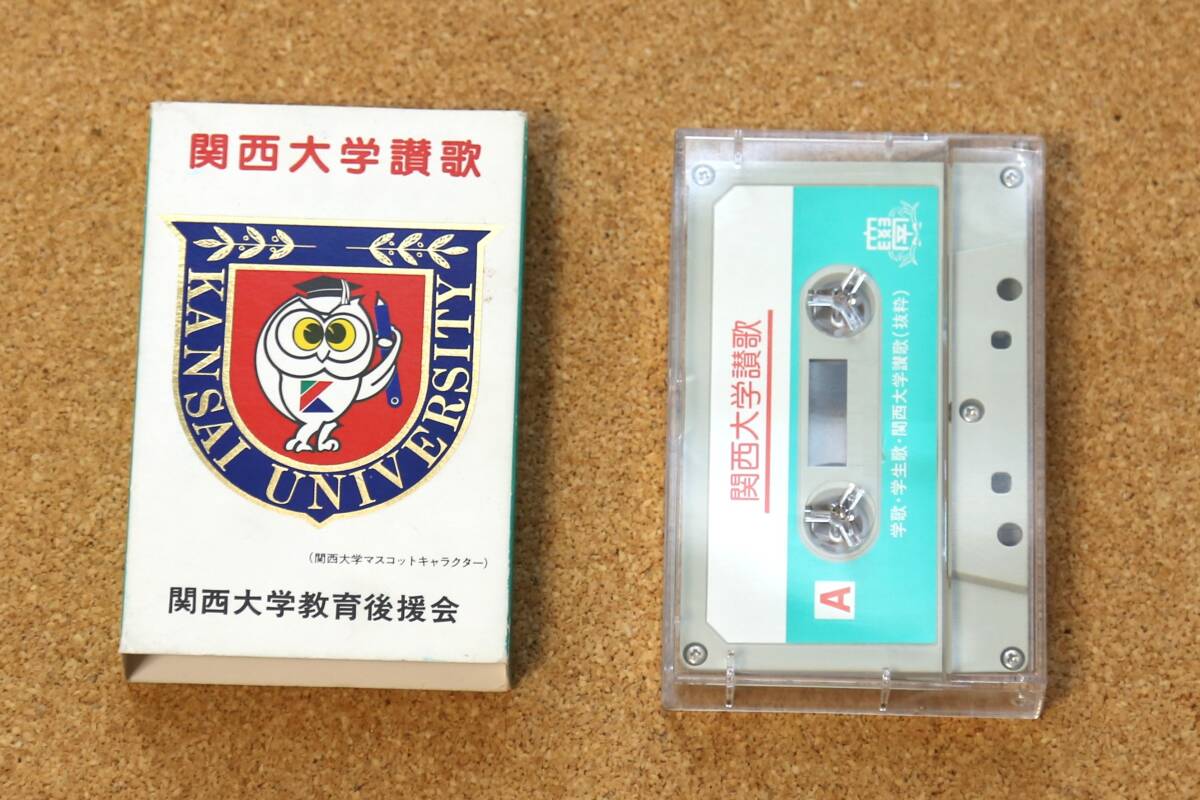 関西大学讃歌
KANSAI UNIVERSITY
（関西大学マスコットキャラクター）
関西大学教育後援会
関西大学讃歌
学歌・学生歌・関西大学讃歌（抜粋）
A